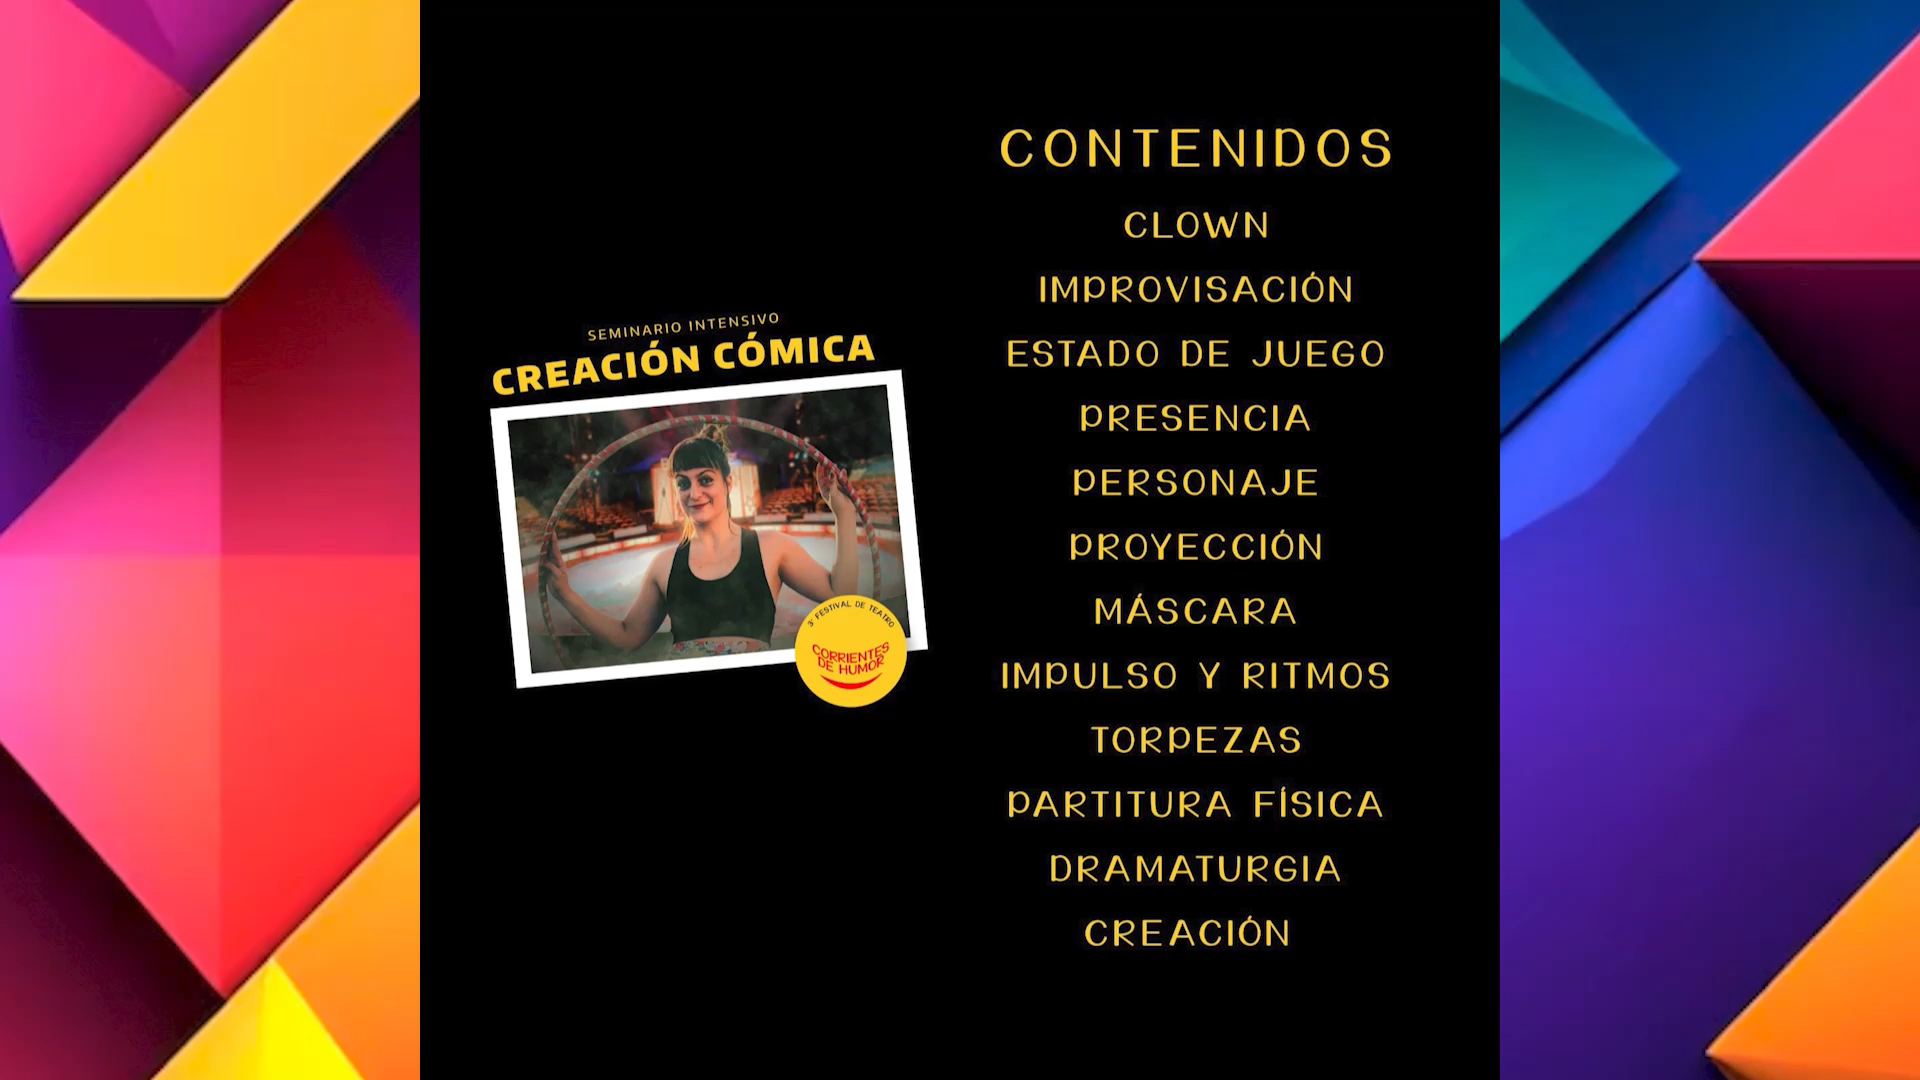 SEMINARIO INTENSIVO
CREACIÓN CÓMICA
3° FESTIVAL DE TEATRO
CORRIENTES
DE HUMOR
CONTENIDOS
CLOWN
IMPROVISACIÓN
ESTADO DE JUEGO
PRESENCIA
PERSONAJE
PROYECCIÓN
MÁSCARA
IMPULSO Y RITMOS
TORPEZAS
PARTITURA FÍSICA
DRAMATURGIA
CREACIÓN